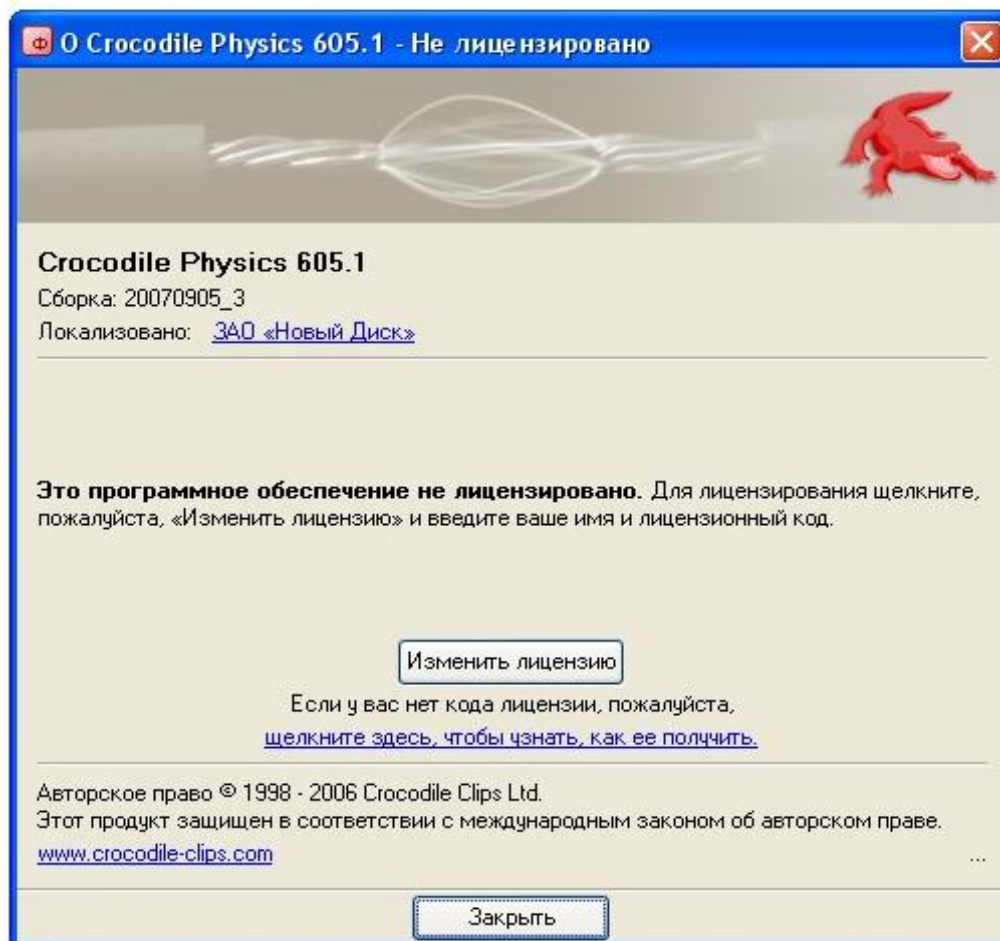 Ф О Crocodile Physics 605.1 - Не лицензировано
Crocodile Physics 605.1
Сборка: 20070905_3
Локализовано: ЗАО «Новый Диск»
Это программное обеспечение не лицензировано. Для лицензирования щелкните,
пожалуйста, «Изменить лицензию» и введите ваше имя и лицензионный код.
Изменить лицензию
Если у вас нет кода лицензии, пожалуйста,
щелкните здесь, чтобы узнать, как ее получить.
Авторское право © 1998 - 2006 Crocodile Clips Ltd.
Этот продукт защищен в соответствии с международным законом об авторском праве.
www.crocodile-clips.com ...
Закрыть